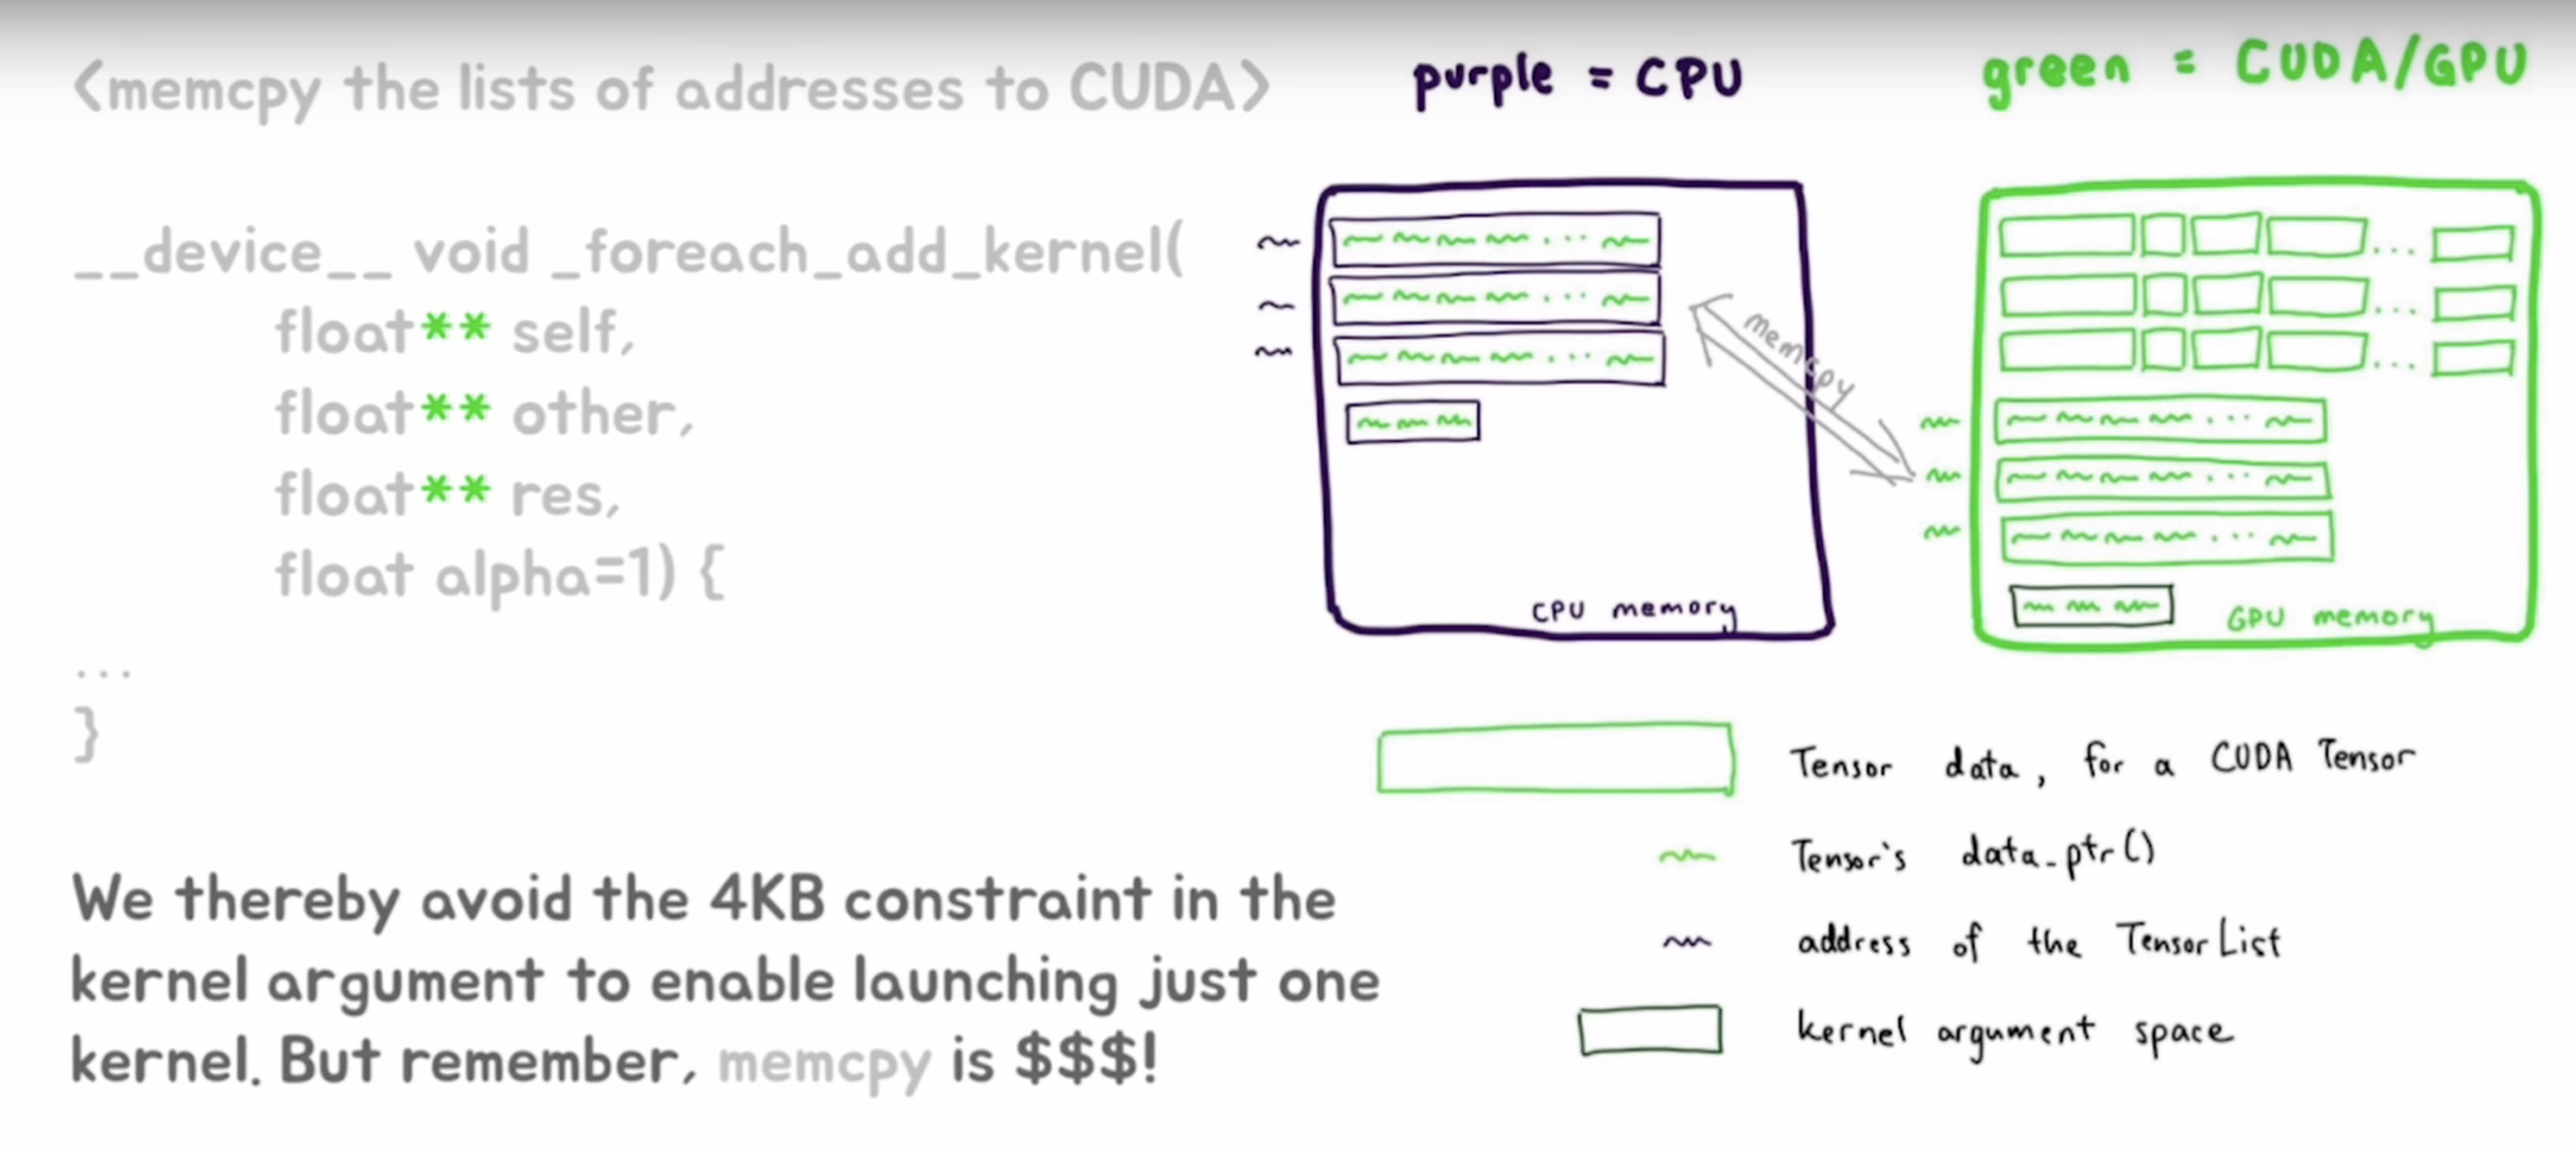 <memcpy the lists of addresses to CUDA>
purple = CPU
green = CUDA/GPU
__device__ void _foreach_add_kernel(
float** self,
float** other,
float** res,
float alpha=1) {
...
}
memcpy
CPU memory
GPU memory
Tensor data, for a CUDA Tensor
Tensor's data_ptr()
address of the TensorList
kernel argument space
We thereby avoid the 4KB constraint in the
kernel argument to enable launching just one
kernel. But remember, memcpy is $$$!